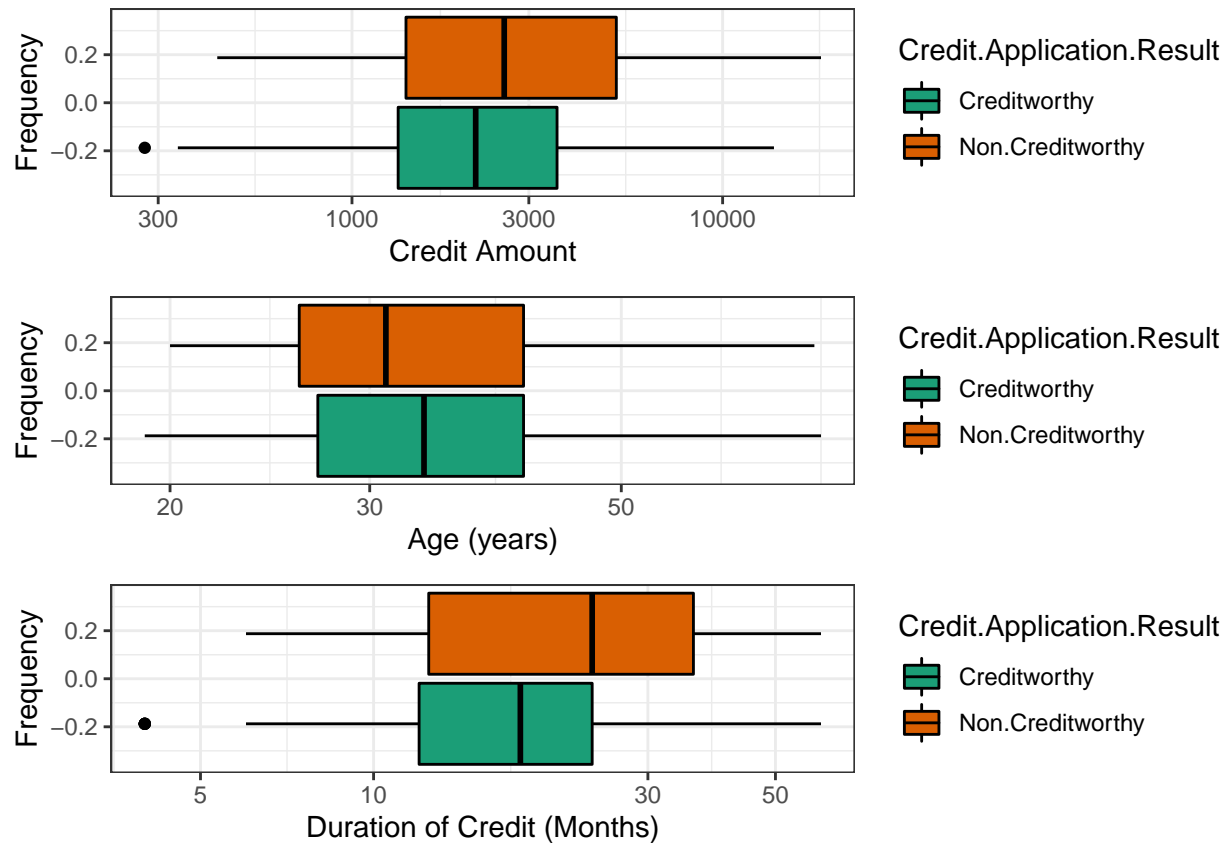 Frequency
0.2
0.0
−0.2
300
1000
3000
10000
Credit Amount
Credit.Application.Result
Creditworthy
Non.Creditworthy
Frequency
0.2
0.0
−0.2
20
30
50
Age (years)
Credit.Application.Result
Creditworthy
Non.Creditworthy
Frequency
0.2
0.0
−0.2
5
10
30
50
Duration of Credit (Months)
Credit.Application.Result
Creditworthy
Non.Creditworthy